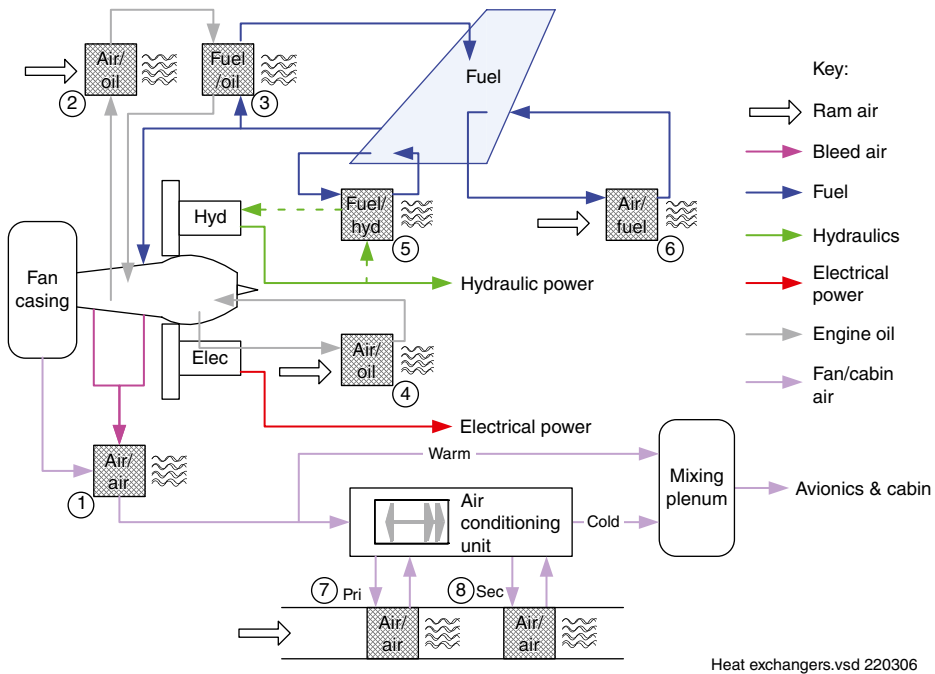 Air/
oil
2
Fuel
/oil
3
Fuel
Key:
Ram air
Bleed air
Fuel
Hydraulics
Electrical
power
Engine oil
Fan/cabin
air
Hyd
Fuel/
hyd
5
Air/
fuel
6
Hydraulic power
Fan
casing
Elec
Air/
oil
4
Electrical power
Air/
air
1
Warm
Air
conditioning
unit
Cold
Mixing
plenum
Avionics & cabin
7 Pri
8 Sec
Air/
air
Air/
air
Heat exchangers.vsd 220306